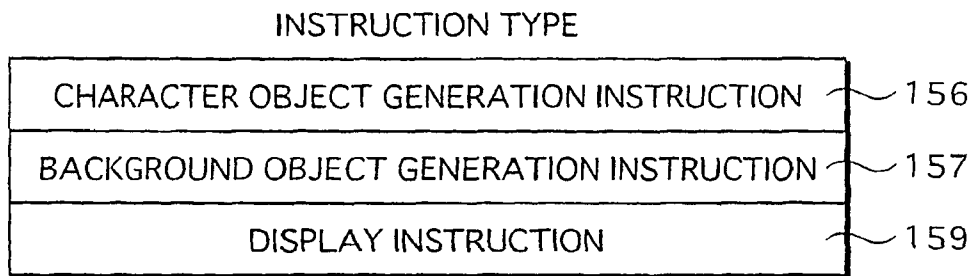 INSTRUCTION TYPE
CHARACTER OBJECT GENERATION INSTRUCTION 156
BACKGROUND OBJECT GENERATION INSTRUCTION 157
DISPLAY INSTRUCTION 159